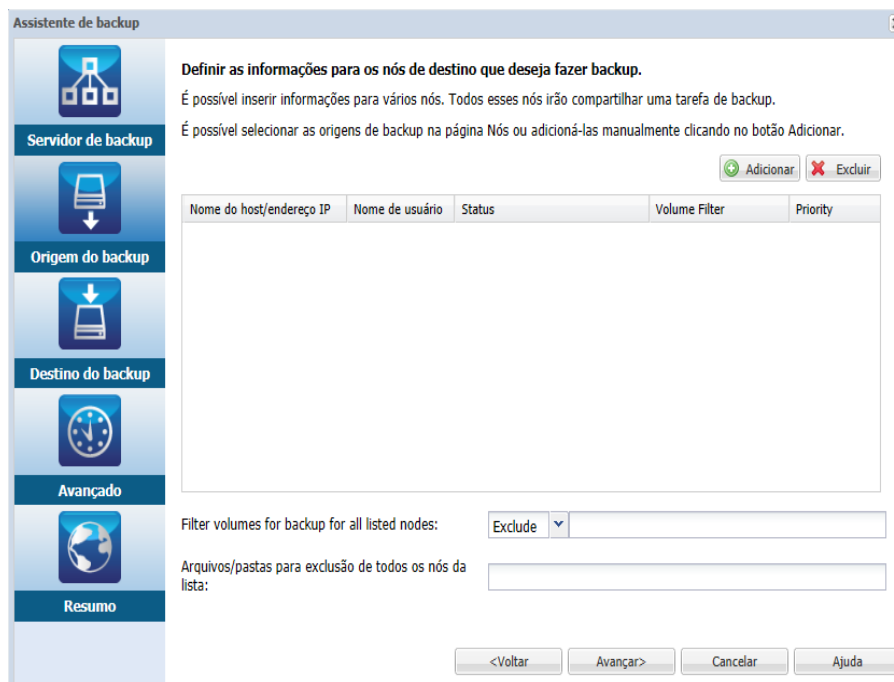 Assistente de backup
Servidor de backup
Origem do backup
Destino do backup
Avançado
Resumo
Definir as informações para os nós de destino que deseja fazer backup.
É possível inserir informações para vários nós. Todos esses nós irão compartilhar uma tarefa de backup.
É possível selecionar as origens de backup na página Nós ou adicioná-las manualmente clicando no botão Adicionar.
Adicionar Excluir
Nome do host/endereço IP Nome de usuário Status Volume Filter Priority
Filter volumes for backup for all listed nodes: Exclude
Arquivos/pastas para exclusão de todos os nós da
lista:
<Voltar Avançar> Cancelar Ajuda